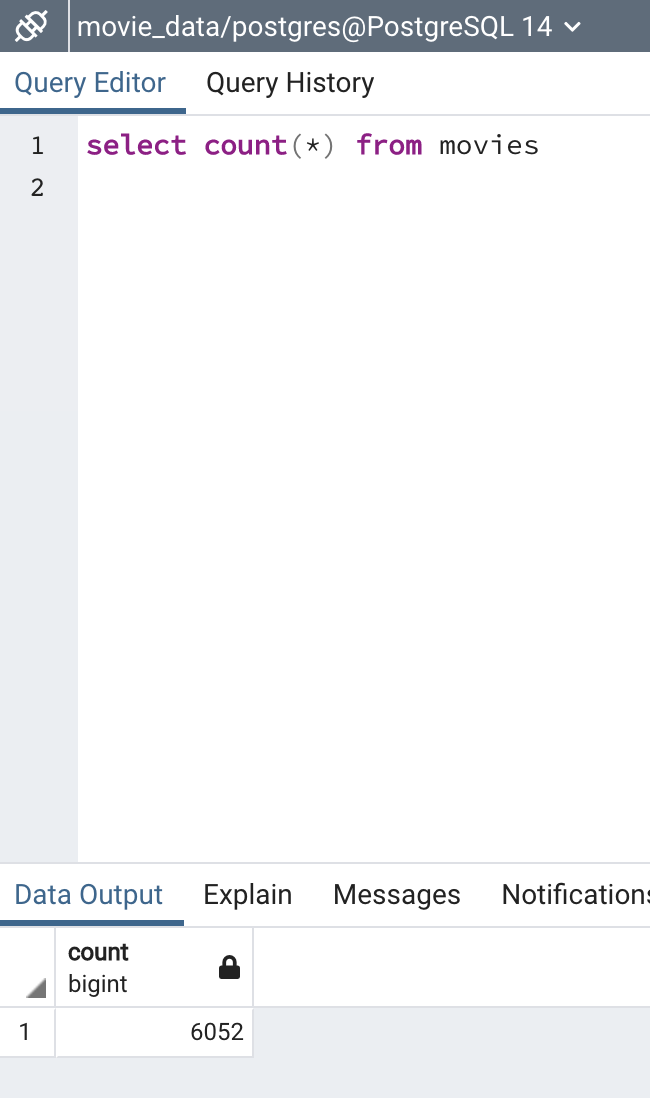 movie_data/postgres@PostgreSQL 14
Query Editor Query History
1 select count(*) from movies
2
Data Output Explain Messages Notifications
count
bigint
1 6052